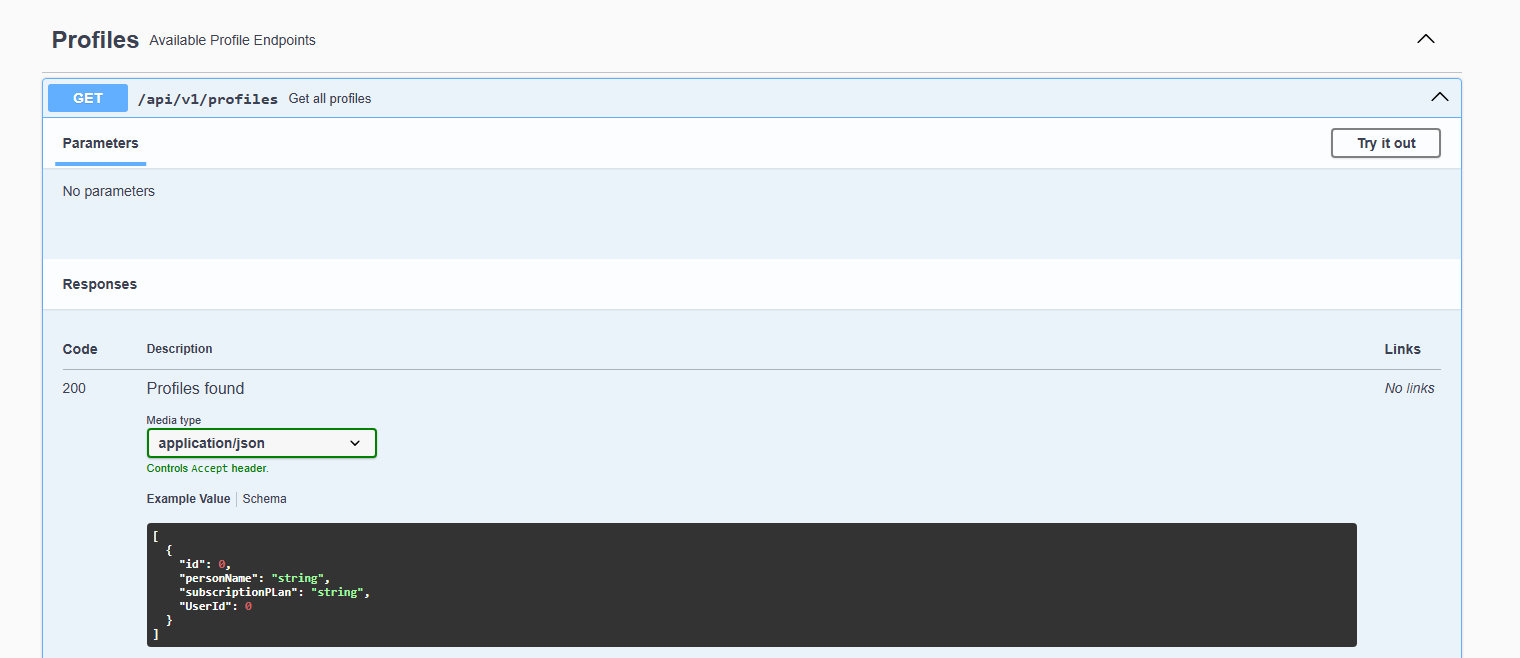 Profiles Available Profile Endpoints
GET /api/v1/profiles Get all profiles
Parameters Try it out
No parameters
Responses
Code Description Links
200 Profiles found No links
Media type
application/json
Controls Accept header.
Example Value Schema
[
{
"id": 0,
"personName": "string",
"subscriptionPLan": "string",
"UserId": 0
}
]